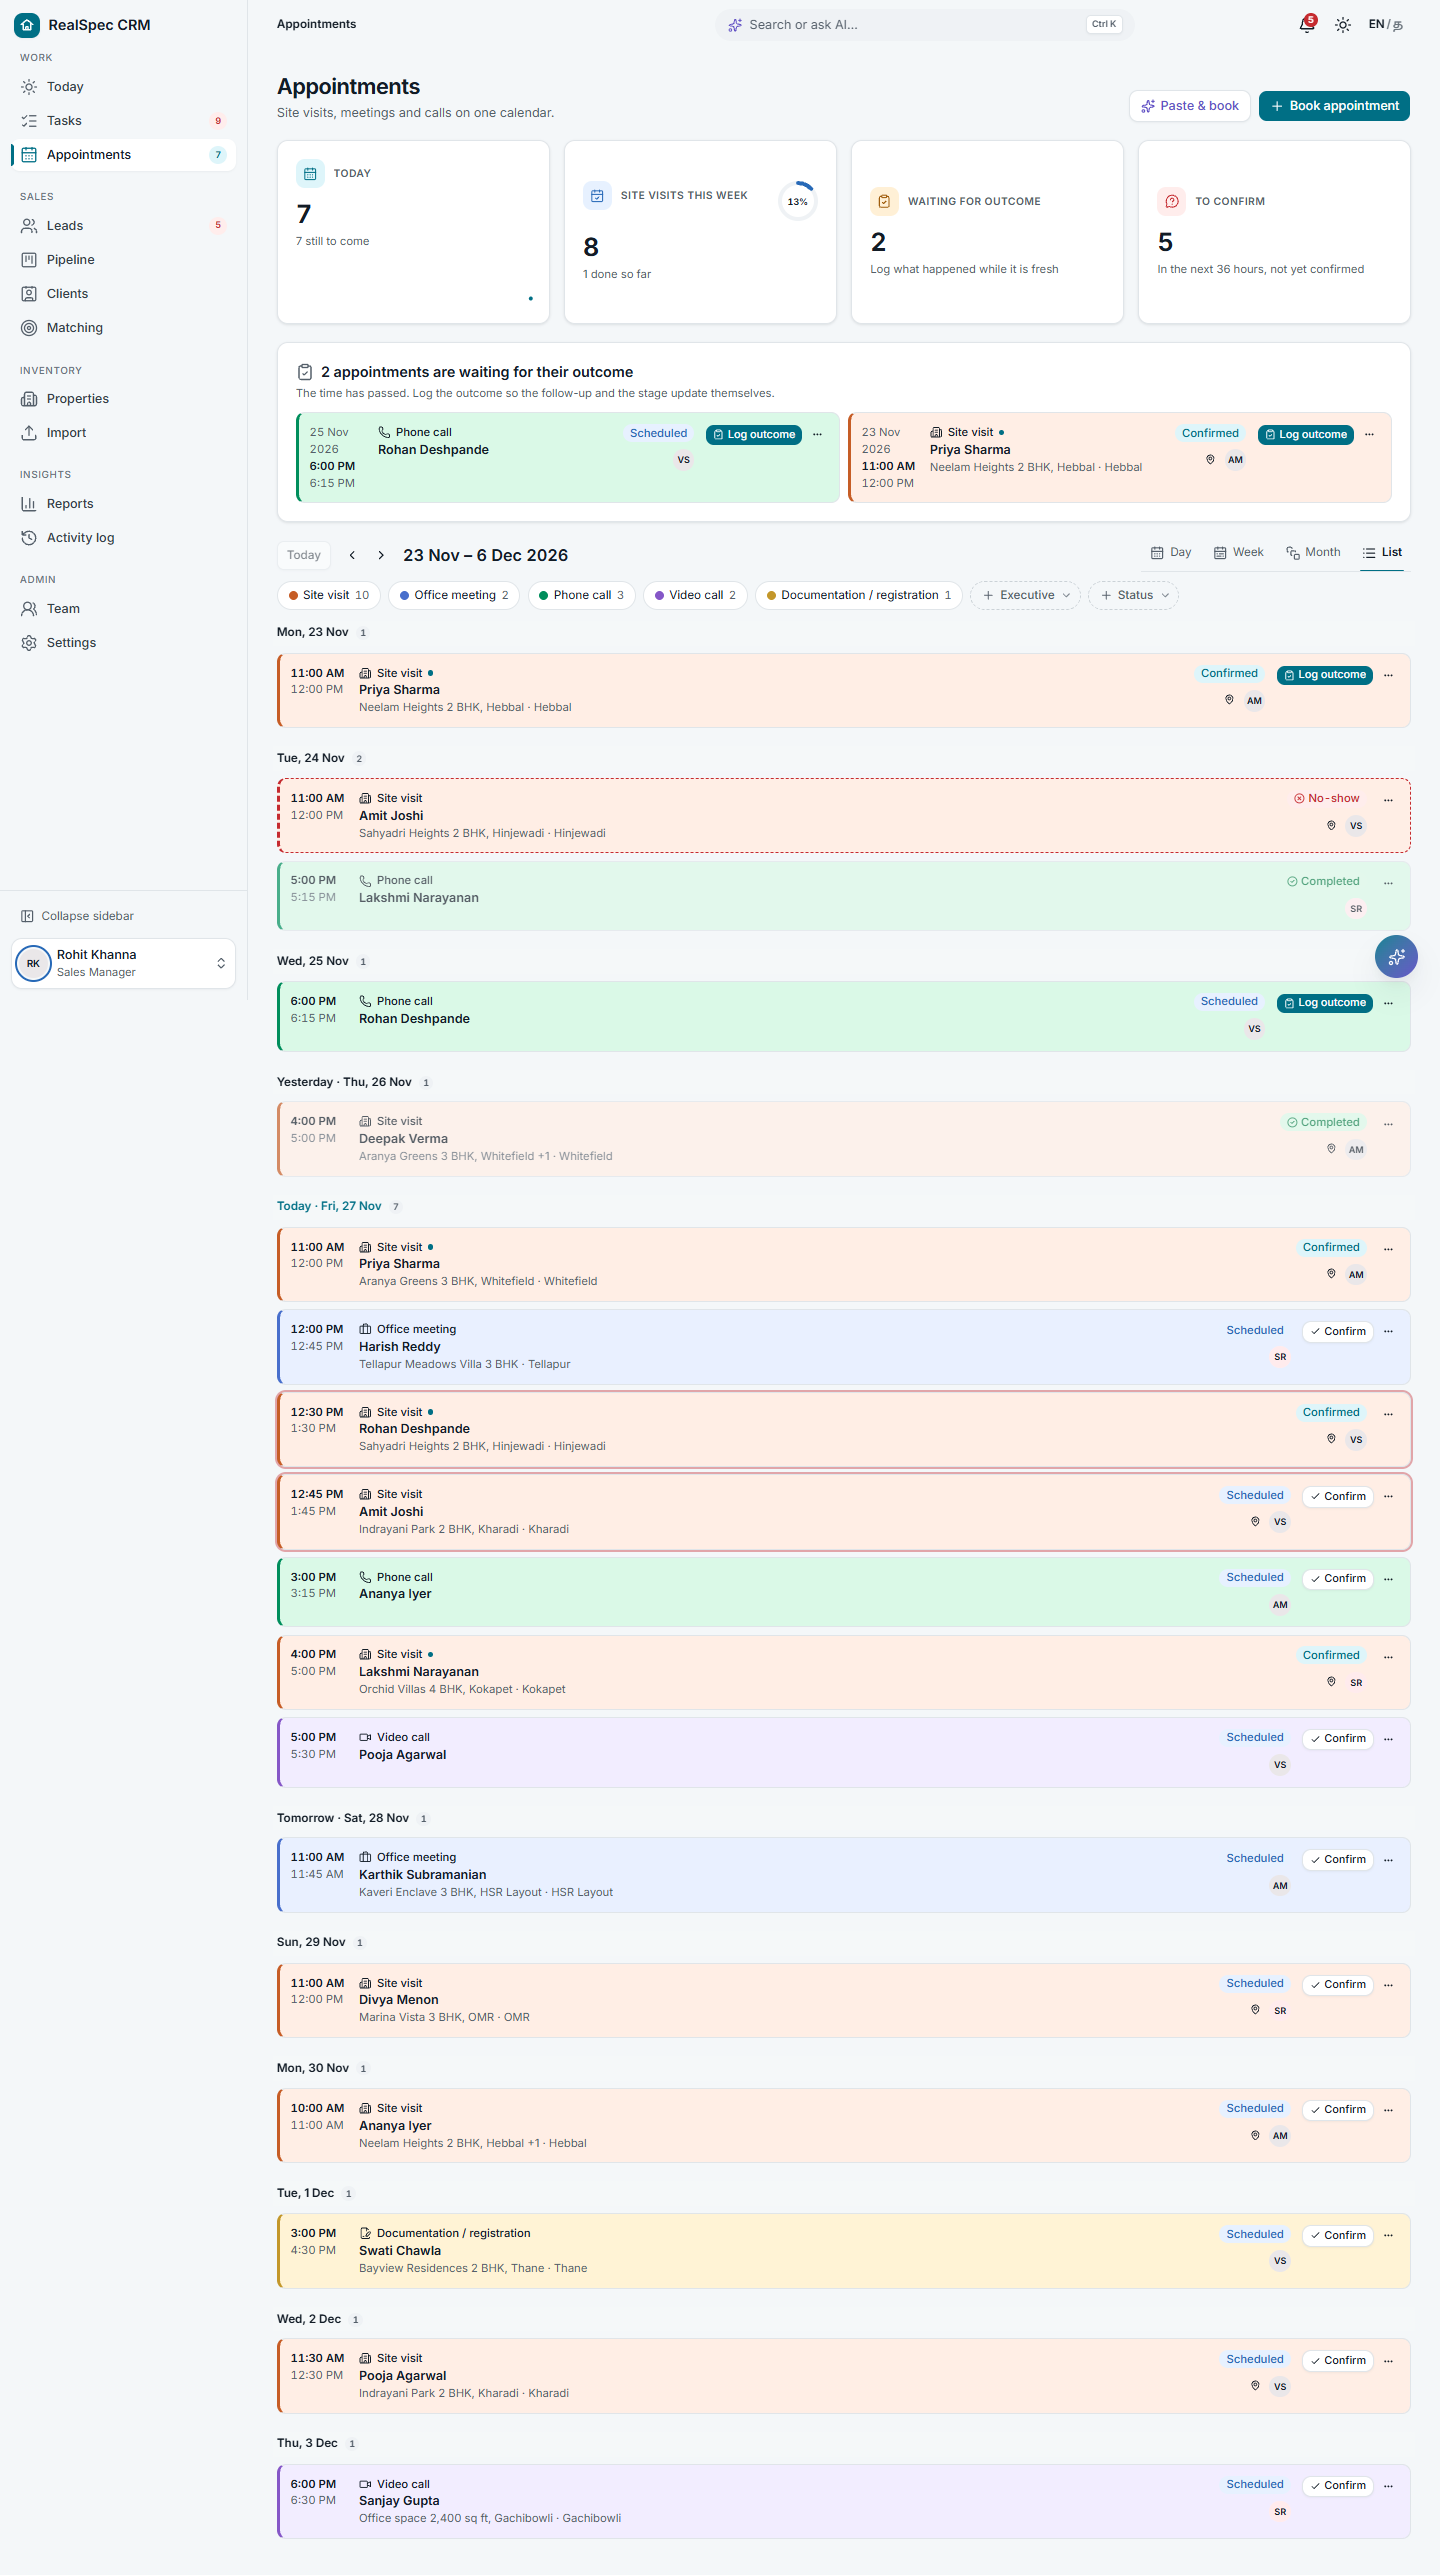 RealSpec CRM
WORK
Today
Tasks 9
Appointments 7
SALES
Leads 5
Pipeline
Clients
Matching
INVENTORY
Properties
Import
INSIGHTS
Reports
Activity log
ADMIN
Team
Settings
Collapse sidebar
RK
Rohit Khanna
Sales Manager
Appointments
Search or ask AI...
Ctrl K
5
EN / த
Appointments
Site visits, meetings and calls on one calendar.
Paste & book
Book appointment
TODAY
7
7 still to come
SITE VISITS THIS WEEK
13%
8
1 done so far
WAITING FOR OUTCOME
2
Log what happened while it is fresh
TO CONFIRM
5
In the next 36 hours, not yet confirmed
2 appointments are waiting for their outcome
The time has passed. Log the outcome so the follow-up and the stage update themselves.
25 Nov
2026
6:00 PM
6:15 PM
Phone call
Rohan Deshpande
Scheduled
VS
Log outcome
23 Nov
2026
11:00 AM
12:00 PM
Site visit
Priya Sharma
Neelam Heights 2 BHK, Hebbal · Hebbal
Confirmed
AM
Log outcome
Today
23 Nov – 6 Dec 2026
Day
Week
Month
List
Site visit 10
Office meeting 2
Phone call 3
Video call 2
Documentation / registration 1
Executive
Status
Mon, 23 Nov 1
11:00 AM
12:00 PM
Site visit
Priya Sharma
Neelam Heights 2 BHK, Hebbal · Hebbal
Confirmed
AM
Log outcome
Tue, 24 Nov 2
11:00 AM
12:00 PM
Site visit
Amit Joshi
Sahyadri Heights 2 BHK, Hinjewadi · Hinjewadi
No-show
VS
5:00 PM
5:15 PM
Phone call
Lakshmi Narayanan
Completed
SR
Wed, 25 Nov 1
6:00 PM
6:15 PM
Phone call
Rohan Deshpande
Scheduled
VS
Log outcome
Yesterday · Thu, 26 Nov 1
4:00 PM
5:00 PM
Site visit
Deepak Verma
Aranya Greens 3 BHK, Whitefield +1 · Whitefield
Completed
AM
Today · Fri, 27 Nov 7
11:00 AM
12:00 PM
Site visit
Priya Sharma
Aranya Greens 3 BHK, Whitefield · Whitefield
Confirmed
AM
12:00 PM
12:45 PM
Office meeting
Harish Reddy
Tellapur Meadows Villa 3 BHK · Tellapur
Scheduled
SR
Confirm
12:30 PM
1:30 PM
Site visit
Rohan Deshpande
Sahyadri Heights 2 BHK, Hinjewadi · Hinjewadi
Confirmed
VS
12:45 PM
1:45 PM
Site visit
Amit Joshi
Indrayani Park 2 BHK, Kharadi · Kharadi
Scheduled
VS
Confirm
3:00 PM
3:15 PM
Phone call
Ananya Iyer
Scheduled
AM
Confirm
4:00 PM
5:00 PM
Site visit
Lakshmi Narayanan
Orchid Villas 4 BHK, Kokapet · Kokapet
Confirmed
SR
5:00 PM
5:30 PM
Video call
Pooja Agarwal
Scheduled
VS
Confirm
Tomorrow · Sat, 28 Nov 1
11:00 AM
11:45 AM
Office meeting
Karthik Subramanian
Kaveri Enclave 3 BHK, HSR Layout · HSR Layout
Scheduled
AM
Confirm
Sun, 29 Nov 1
11:00 AM
12:00 PM
Site visit
Divya Menon
Marina Vista 3 BHK, OMR · OMR
Scheduled
SR
Confirm
Mon, 30 Nov 1
10:00 AM
11:00 AM
Site visit
Ananya Iyer
Neelam Heights 2 BHK, Hebbal +1 · Hebbal
Scheduled
AM
Confirm
Tue, 1 Dec 1
3:00 PM
4:30 PM
Documentation / registration
Swati Chawla
Bayview Residences 2 BHK, Thane · Thane
Scheduled
VS
Confirm
Wed, 2 Dec 1
11:30 AM
12:30 PM
Site visit
Pooja Agarwal
Indrayani Park 2 BHK, Kharadi · Kharadi
Scheduled
VS
Confirm
Thu, 3 Dec 1
6:00 PM
6:30 PM
Video call
Sanjay Gupta
Office space 2,400 sq ft, Gachibowli · Gachibowli
Scheduled
SR
Confirm